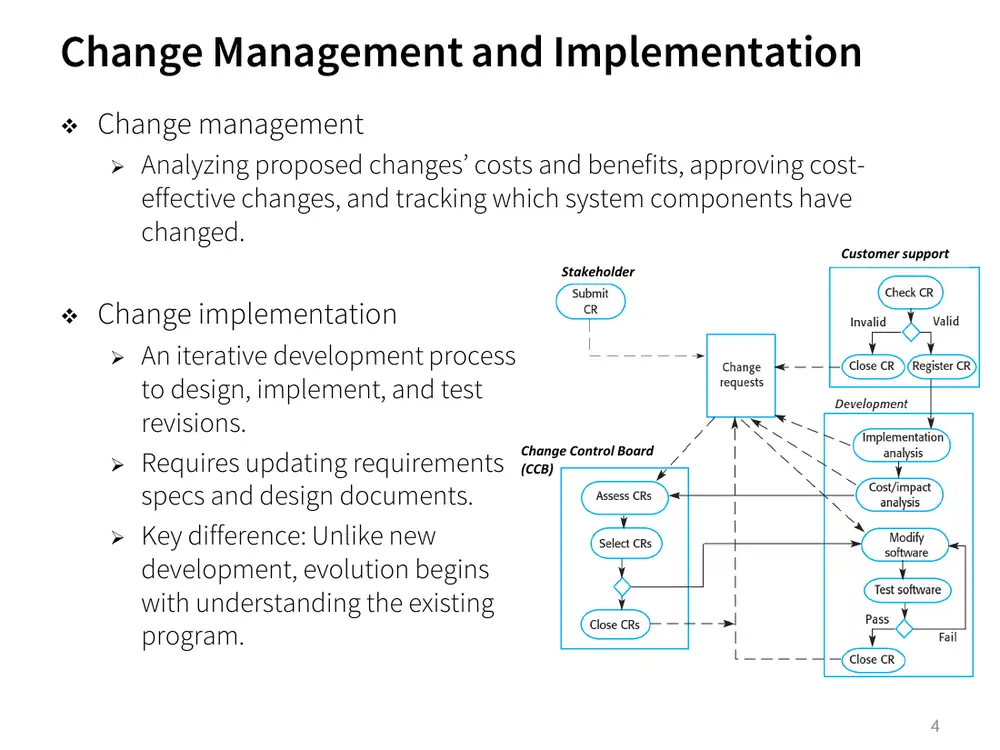 Change Management and Implementation
❖ Change management
➢ Analyzing proposed changes’ costs and benefits, approving cost-
effective changes, and tracking which system components have
changed.
❖ Change implementation
➢ An iterative development process
to design, implement, and test
revisions.
➢ Requires updating requirements
specs and design documents.
➢ Key difference: Unlike new
development, evolution begins
with understanding the existing
program.
Stakeholder
Submit
CR
Change
requests
Customer support
Check CR
Invalid
Valid
Close CR
Register CR
Development
Implementation
analysis
Cost/impact
analysis
Modify
software
Test software
Pass
Fail
Close CR
Change Control Board
(CCB)
Assess CRs
Select CRs
Close CRs
4